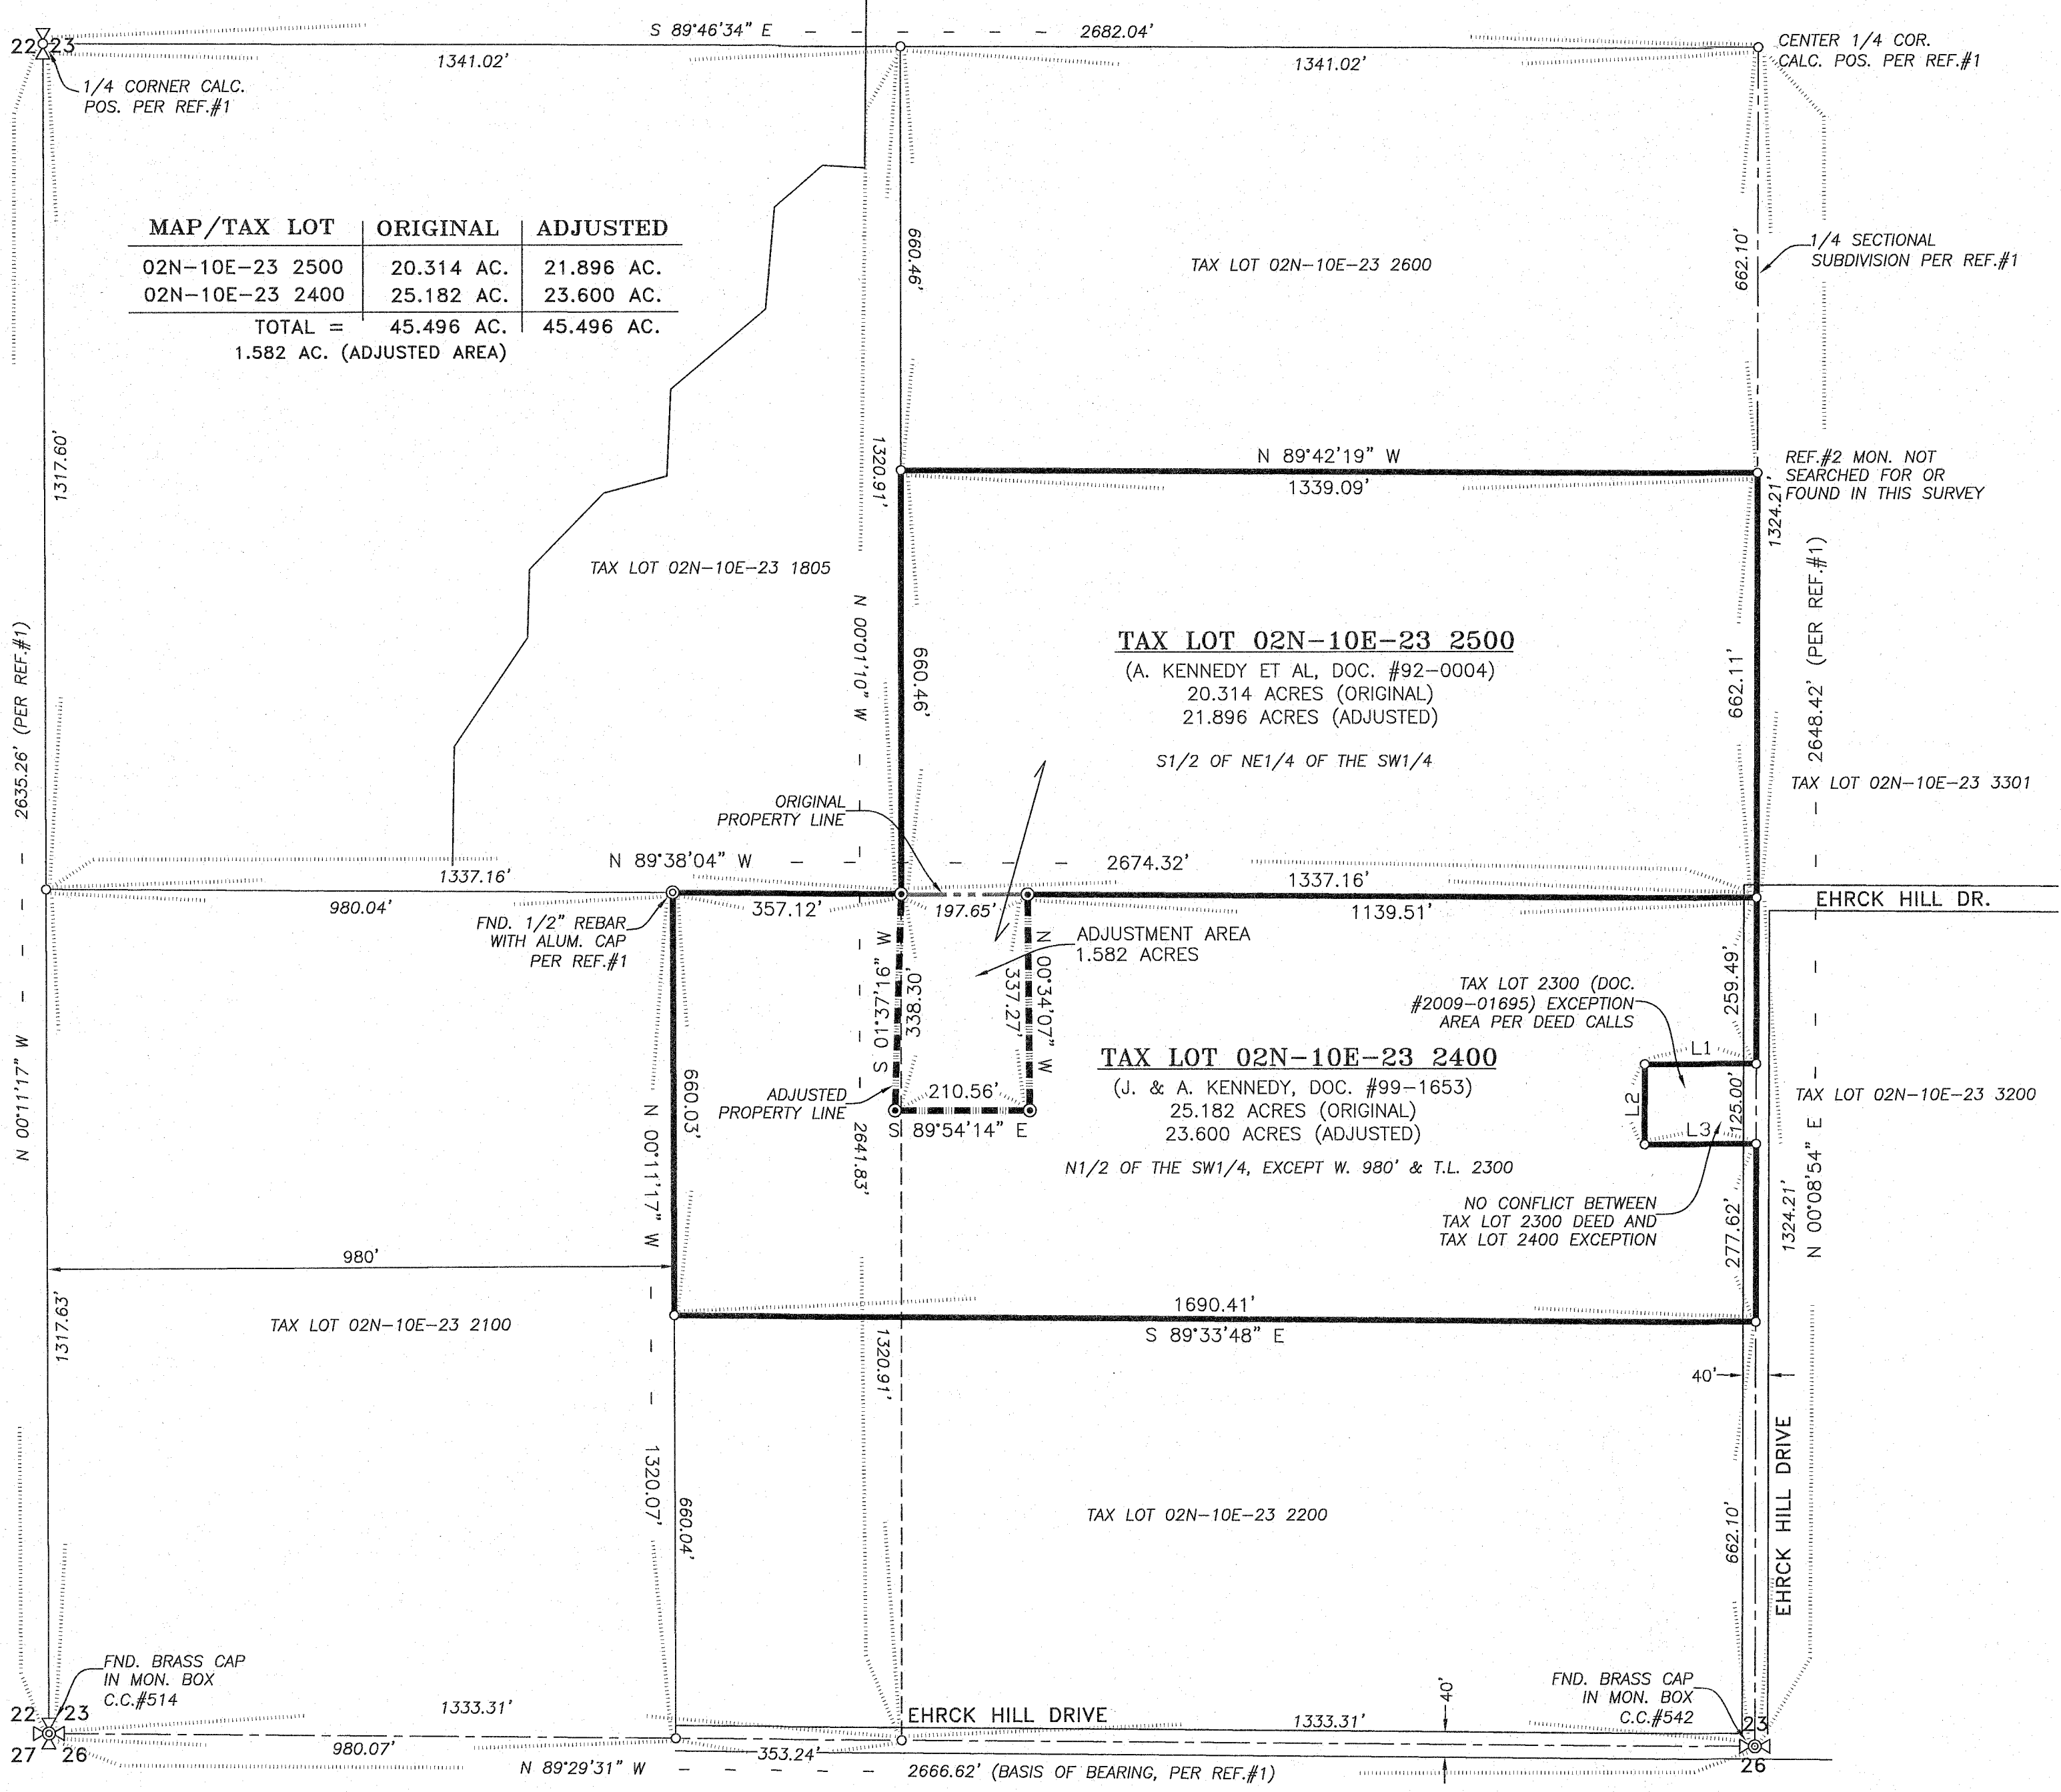 S 89°46'34" E — — — — — — 2682.04'
22 23
1341.02'
1341.02'
CENTER 1/4 COR.
CALC. POS. PER REF.#1
1/4 CORNER CALC.
POS. PER REF.#1
MAP/TAX LOT ORIGINAL ADJUSTED
02N-10E-23 2500 20.314 AC. 21.896 AC.
02N-10E-23 2400 25.182 AC. 23.600 AC.
TOTAL = 45.496 AC. 45.496 AC.
1.582 AC. (ADJUSTED AREA)
660.46'
TAX LOT 02N-10E-23 2600
662.10'
1/4 SECTIONAL
SUBDIVISION PER REF.#1
1317.60'
1320.91'
N 89°42'19" W
1339.09'
REF.#2 MON. NOT
SEARCHED FOR OR
FOUND IN THIS SURVEY
1324.21'
TAX LOT 02N-10E-23 1805
N 00°11'17" W — — — — 2635.26' (PER REF.#1)
N 00°01'10" W — — — — — — 2641.83'
660.46'
TAX LOT 02N-10E-23 2500
(A. KENNEDY ET AL, DOC. #92-0004)
20.314 ACRES (ORIGINAL)
21.896 ACRES (ADJUSTED)
S1/2 OF NE1/4 OF THE SW1/4
662.11'
N 00°08'54" E — — — — — — 2648.42' (PER REF.#1)
TAX LOT 02N-10E-23 3301
ORIGINAL
PROPERTY LINE
N 89°38'04" W — — — — — — 2674.32'
1337.16'
1337.16'
980.04'
357.12'
197.65'
1139.51'
EHRCK HILL DR.
FND. 1/2" REBAR
WITH ALUM. CAP
PER REF.#1
S 01°37'16" W
338.30'
337.27'
N 00°34'07" W
ADJUSTMENT AREA
1.582 ACRES
259.49'
TAX LOT 2300 (DOC.
#2009-01695) EXCEPTION
AREA PER DEED CALLS
L1
L2
125.00'
L3
TAX LOT 02N-10E-23 3200
ADJUSTED
PROPERTY LINE
210.56'
S 89°54'14" E
TAX LOT 02N-10E-23 2400
(J. & A. KENNEDY, DOC. #99-1653)
25.182 ACRES (ORIGINAL)
23.600 ACRES (ADJUSTED)
N1/2 OF THE SW1/4, EXCEPT W. 980' & T.L. 2300
660.03'
N 00°11'17" W — — — 1320.07'
NO CONFLICT BETWEEN
TAX LOT 2300 DEED AND
TAX LOT 2400 EXCEPTION
277.62'
1324.21'
980'
1690.41'
S 89°33'48" E
1317.63'
TAX LOT 02N-10E-23 2100
1320.91'
40'
660.04'
TAX LOT 02N-10E-23 2200
662.10'
EHRCK HILL DRIVE
FND. BRASS CAP
IN MON. BOX
C.C.#514
FND. BRASS CAP
IN MON. BOX
C.C.#542
22 23
27 26
1333.31'
EHRCK HILL DRIVE
1333.31'
40'
23
26
980.07'
353.24'
N 89°29'31" W — — — — — 2666.62' (BASIS OF BEARING, PER REF.#1)